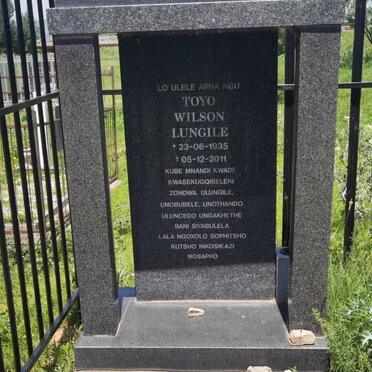 LO ULELE APHA NGU
TOYO
WILSON
LUNGILE
✝ 23-06-1935
✝ 05-12-2011
KUBE MNANDI KWADE
KWASEKUGQIBELENI
ZONDWA, ULUNGILE,
UNOBUBELE, UNOTHANDO
ULUNCEDO UNGAKHETHE
BANI SIYABULELA
LALA NGOXOLO SOPHITSHO
KUTSHO INKOSIKAZI
NOSAPHO